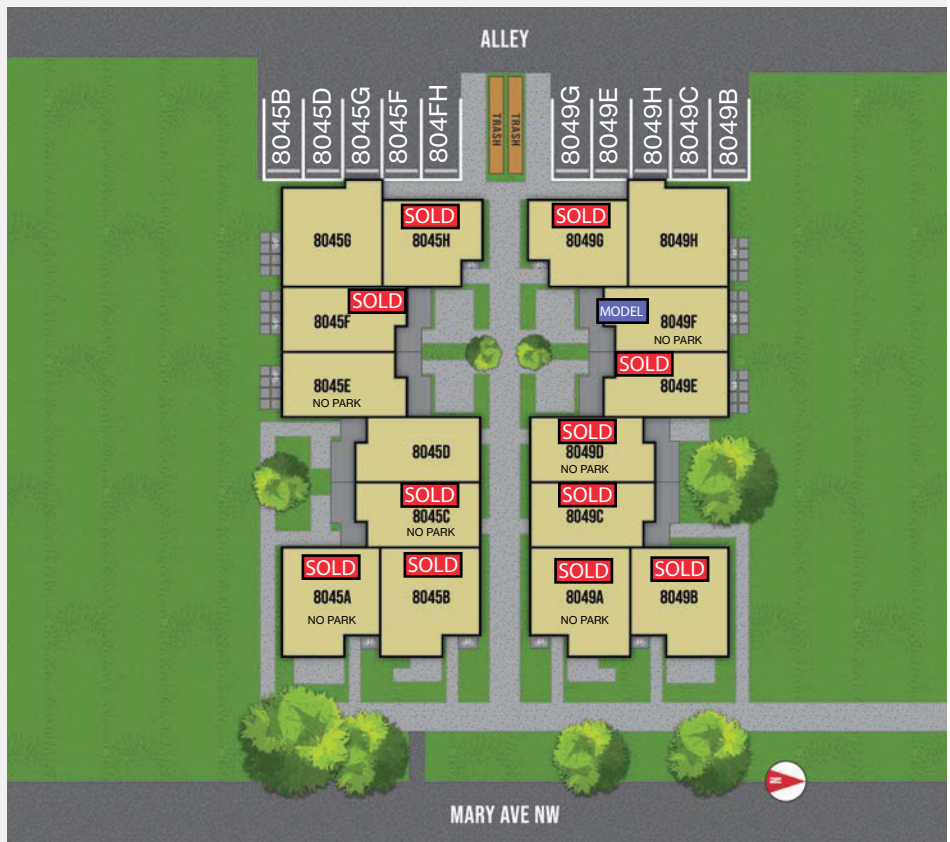 ALLEY
8045B
8045D
8045G
8045F
804FH
TRASH
TRASH
8049G
8049E
8049H
8049C
8049B
8045G
SOLD
8045H
SOLD
8049G
8049H
SOLD
8045F
MODEL
8049F
NO PARK
8045E
NO PARK
SOLD
8049E
8045D
SOLD
8049D
NO PARK
SOLD
8045C
NO PARK
SOLD
8049C
SOLD
8045A
NO PARK
SOLD
8045B
SOLD
8049A
NO PARK
SOLD
8049B
N
MARY AVE NW